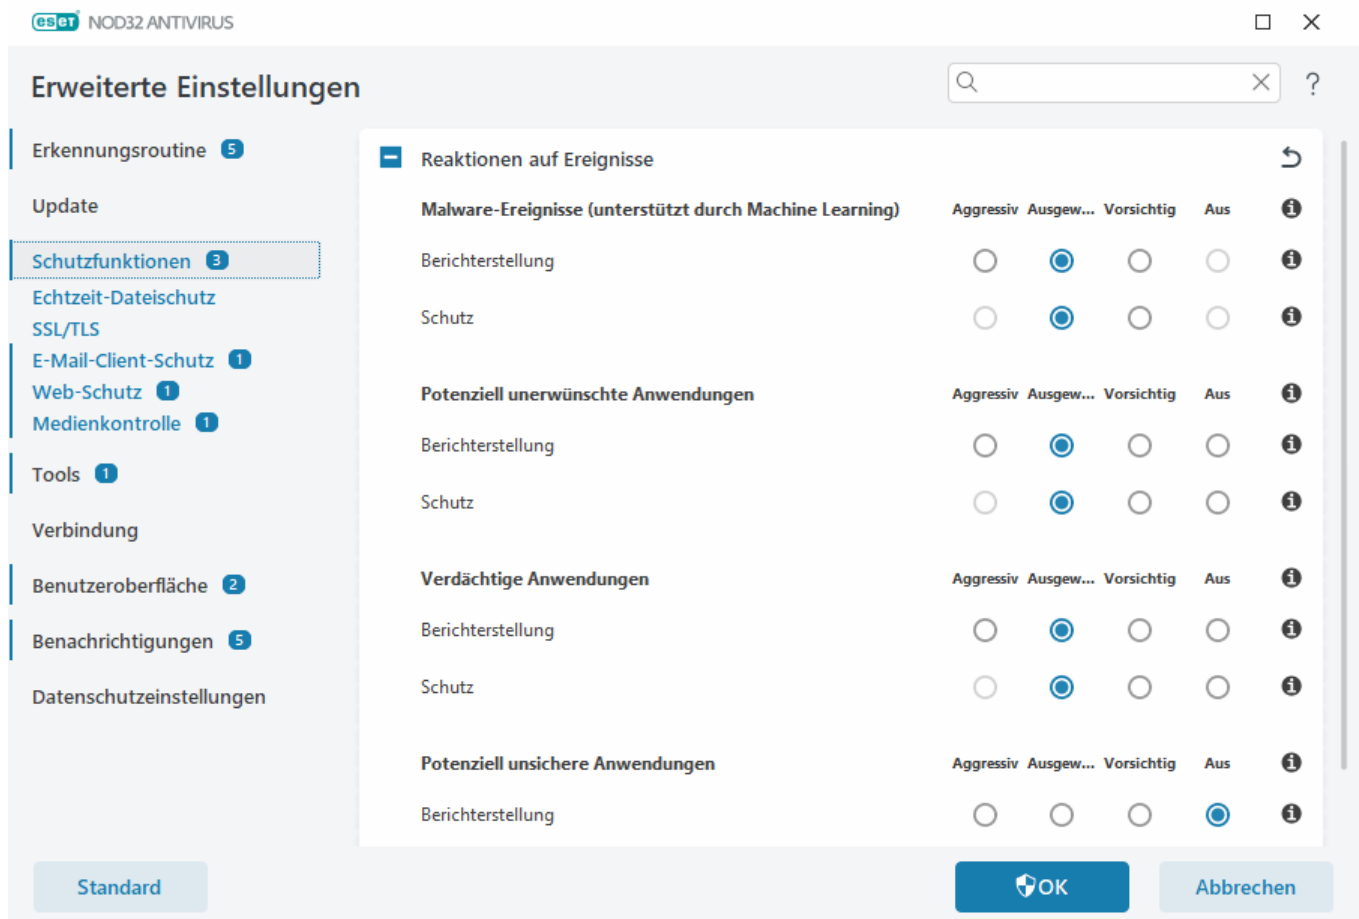 eset NOD32 ANTIVIRUS
Erweiterte Einstellungen
?
Erkennungsroutine 5
Update
Schutzfunktionen 3
Echtzeit-Dateischutz
SSL/TLS
E-Mail-Client-Schutz 1
Web-Schutz 1
Medienkontrolle 1
Tools 1
Verbindung
Benutzeroberfläche 2
Benachrichtigungen 5
Datenschutzeinstellungen
Reaktionen auf Ereignisse
Malware-Ereignisse (unterstützt durch Machine Learning) Aggressiv Ausgew... Vorsichtig Aus
Berichterstellung
Schutz
Potenziell unerwünschte Anwendungen Aggressiv Ausgew... Vorsichtig Aus
Berichterstellung
Schutz
Verdächtige Anwendungen Aggressiv Ausgew... Vorsichtig Aus
Berichterstellung
Schutz
Potenziell unsichere Anwendungen Aggressiv Ausgew... Vorsichtig Aus
Berichterstellung
Standard OK Abbrechen